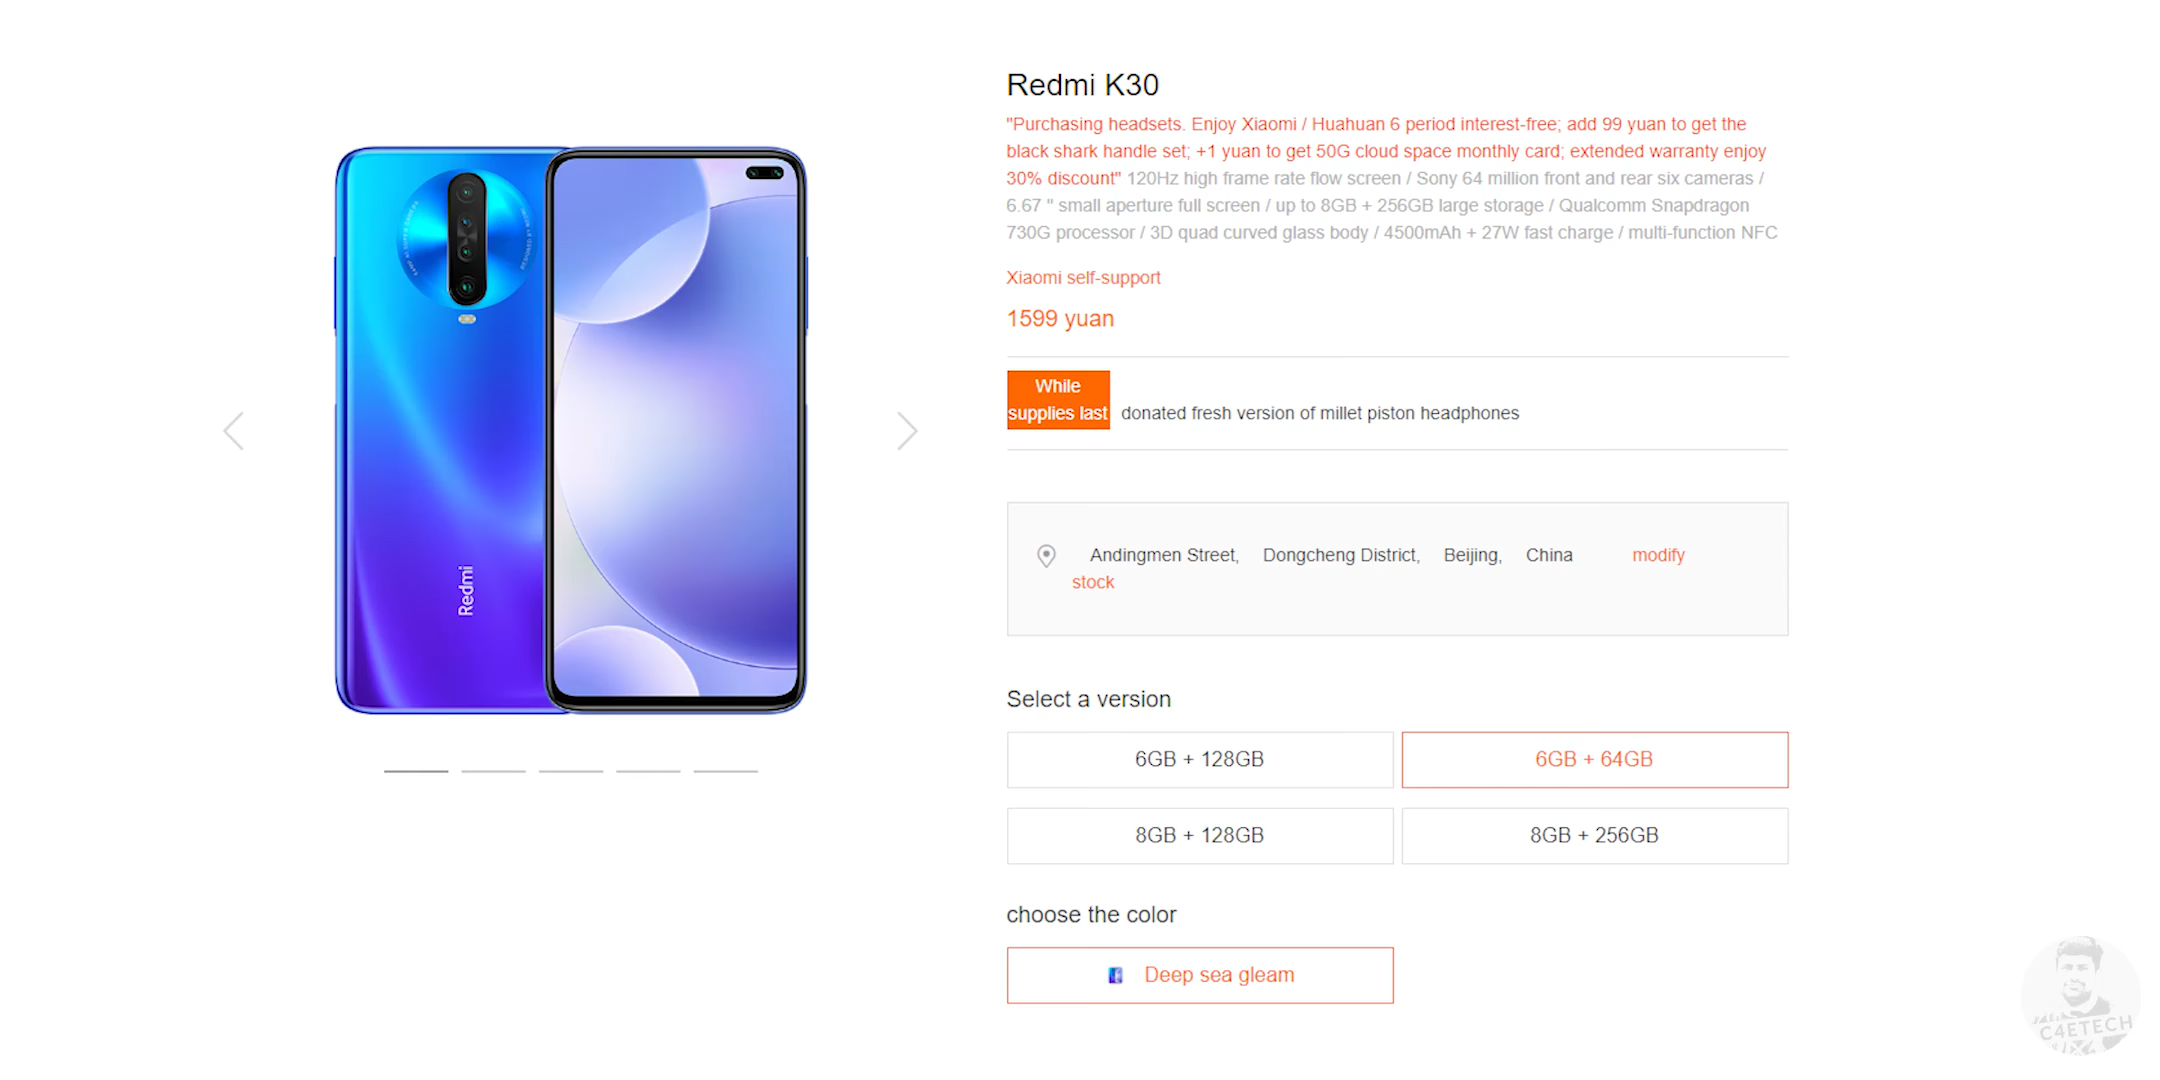 Redmi K30
"Purchasing headsets. Enjoy Xiaomi / Huahuan 6 period interest-free; add 99 yuan to get the
black shark handle set; +1 yuan to get 50G cloud space monthly card; extended warranty enjoy
30% discount" 120Hz high frame rate flow screen / Sony 64 million front and rear six cameras /
6.67 " small aperture full screen / up to 8GB + 256GB large storage / Qualcomm Snapdragon
730G processor / 3D quad curved glass body / 4500mAh + 27W fast charge / multi-function NFC
Xiaomi self-support
1599 yuan
While
supplies last donated fresh version of millet piston headphones
Andingmen Street, Dongcheng District, Beijing, China modify
stock
Select a version
6GB + 128GB 6GB + 64GB
8GB + 128GB 8GB + 256GB
choose the color
Deep sea gleam
Redmi
C4ETECH